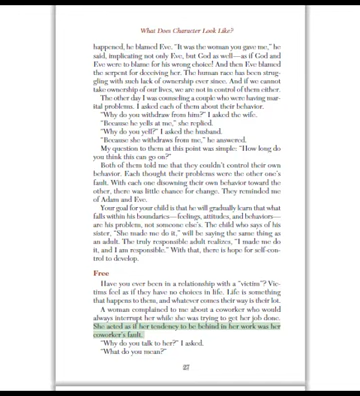 What Does Character Look Like?
happened, he blamed Eve. "It was the woman you gave me," he
said, implicating not only Eve, but God as well—as if God and
Eve were to blame for his wrong choice! And then Eve blamed
the serpent for deceiving her. The human race has been strug-
gling with such lack of ownership ever since. And if we cannot
take ownership of our lives, we are not in control of them either.
The other day I was counseling a couple who were having mar-
ital problems. I asked each of them about their behavior.
"Why do you withdraw from him?" I asked the wife.
"Because he yells at me," she replied.
"Why do you yell?" I asked the husband.
"Because she withdraws from me," he answered.
My question to them at this point was simple: "How long do
you think this can go on?"
Both of them told me that they couldn't control their own
behavior. Each thought their problems were the other one's
fault. With each one disowning their own behavior toward the
other, there was little chance for change. They reminded me
of Adam and Eve.
Your goal for your child is that he will gradually learn that what
falls within his boundaries—feelings, attitudes, and behaviors—
are his problem, not someone else's. The child who says of his
sister, "She made me do it," will be saying the same thing as
an adult. The truly responsible adult realizes, "I made me do
it, and I am responsible." With that, there is hope for self-con-
trol to develop.
Free
Have you ever been in a relationship with a "victim"? Vic-
tims feel as if they have no choices in life. Life is something
that happens to them, and whatever comes their way is their lot.
A woman complained to me about a coworker who would
always interrupt her while she was trying to get her job done.
She acted as if her tendency to be behind in her work was her
coworker's fault.
"Why do you talk to her?" I asked.
"What do you mean?"
27